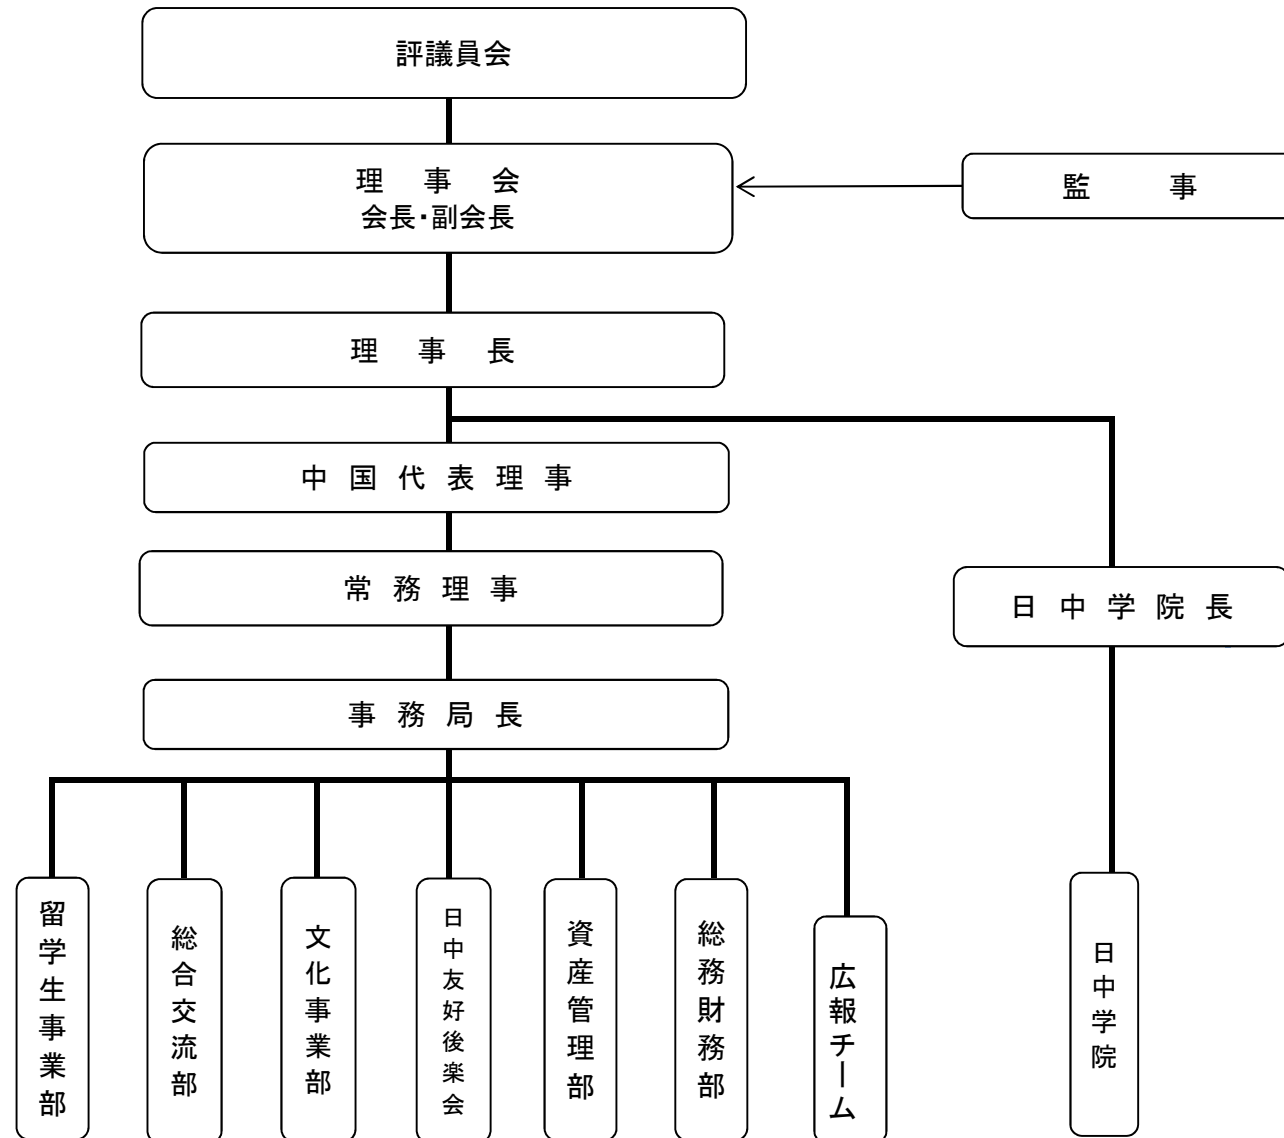 評議員会
理　事　会
会長・副会長
監　　事
理　事　長
中 国 代 表 理 事
常 務 理 事
日 中 学 院 長
事 務 局 長
留学生事業部
総合交流部
文化事業部
日中友好後楽会
資産管理部
総務財務部
広報チーム
日中学院